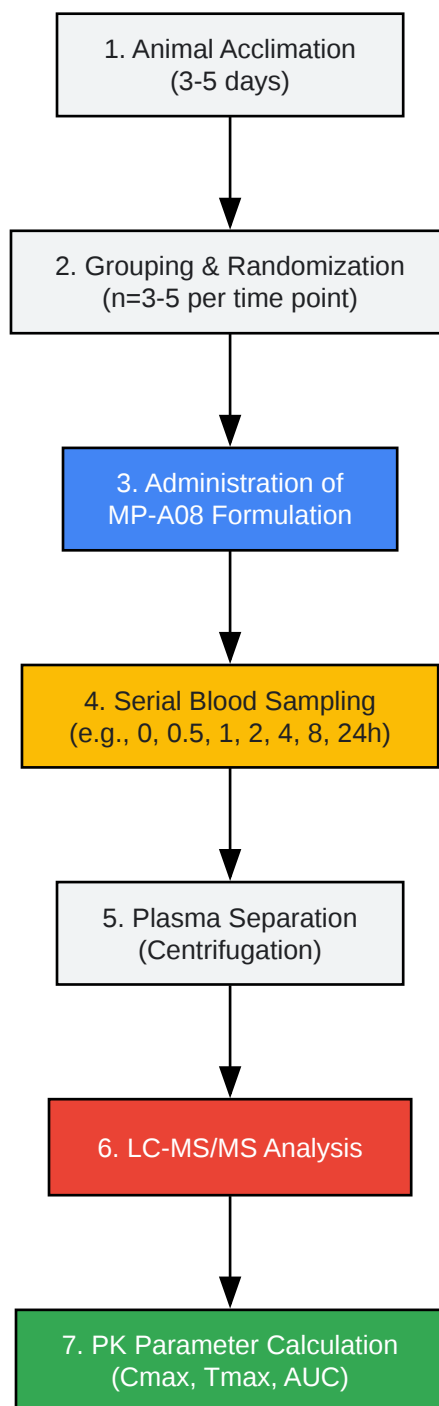 1. Animal Acclimation
(3-5 days)
2. Grouping & Randomization
(n=3-5 per time point)
3. Administration of
MP-A08 Formulation
4. Serial Blood Sampling
(e.g., 0, 0.5, 1, 2, 4, 8, 24h)
5. Plasma Separation
(Centrifugation)
6. LC-MS/MS Analysis
7. PK Parameter Calculation
(Cmax, Tmax, AUC)